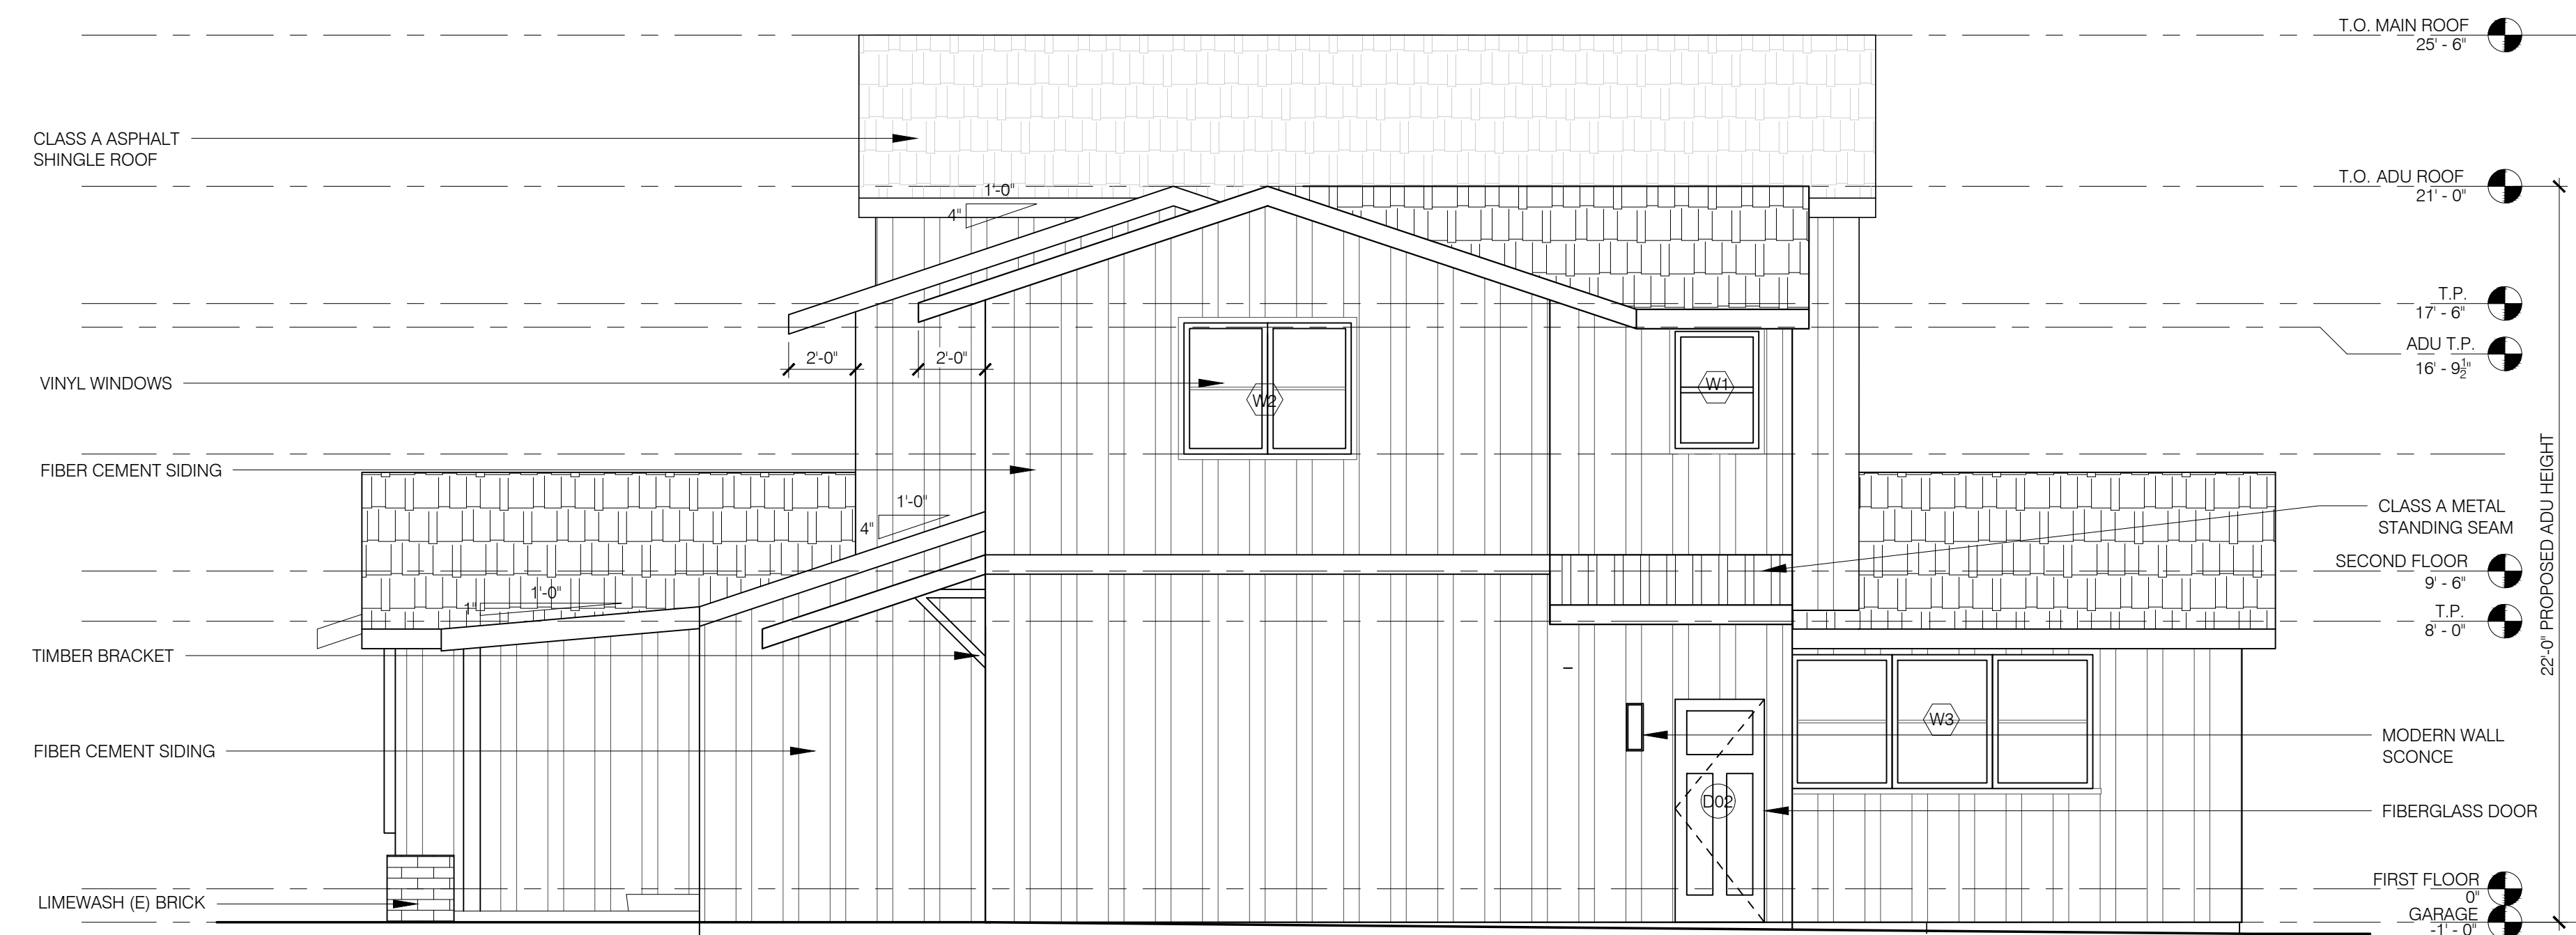 T.O. MAIN ROOF
25' - 6"
CLASS A ASPHALT
SHINGLE ROOF
T.O. ADU ROOF
21' - 0"
1'-0"
4"
T.P.
17' - 6"
ADU T.P.
16' - 9½"
2'-0"
2'-0"
VINYL WINDOWS
W2
W1
FIBER CEMENT SIDING
1'-0"
4"
CLASS A METAL
STANDING SEAM
22'-0" PROPOSED ADU HEIGHT
SECOND FLOOR
9' - 6"
1'-0"
1"
T.P.
8' - 0"
TIMBER BRACKET
W3
MODERN WALL
SCONCE
FIBER CEMENT SIDING
D02
FIBERGLASS DOOR
FIRST FLOOR
0"
LIMEWASH (E) BRICK
GARAGE
-1' - 0"